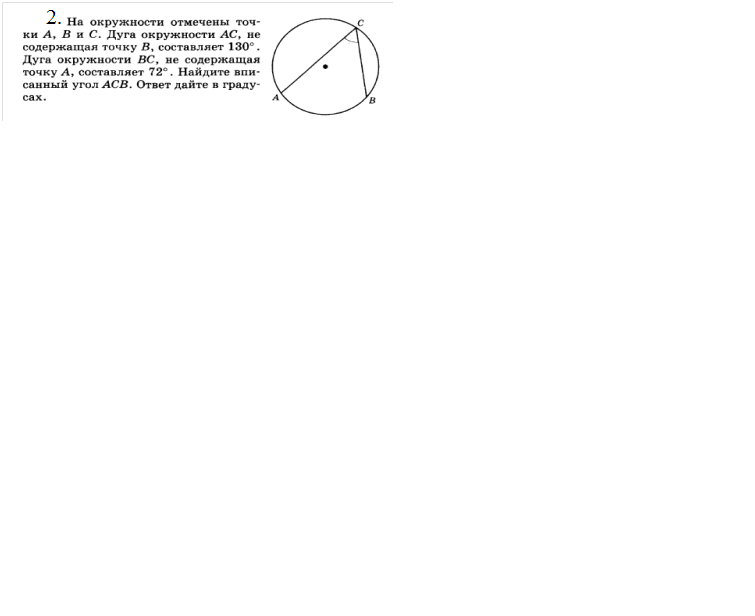 2. На окружности отмечены точ-
ки A, B и C. Дуга окружности AC, не
содержащая точку B, составляет 130°.
Дуга окружности BC, не содержащая
точку A, составляет 72°. Найдите впи-
санный угол ACB. Ответ дайте в граду-
сах.
C
A
B